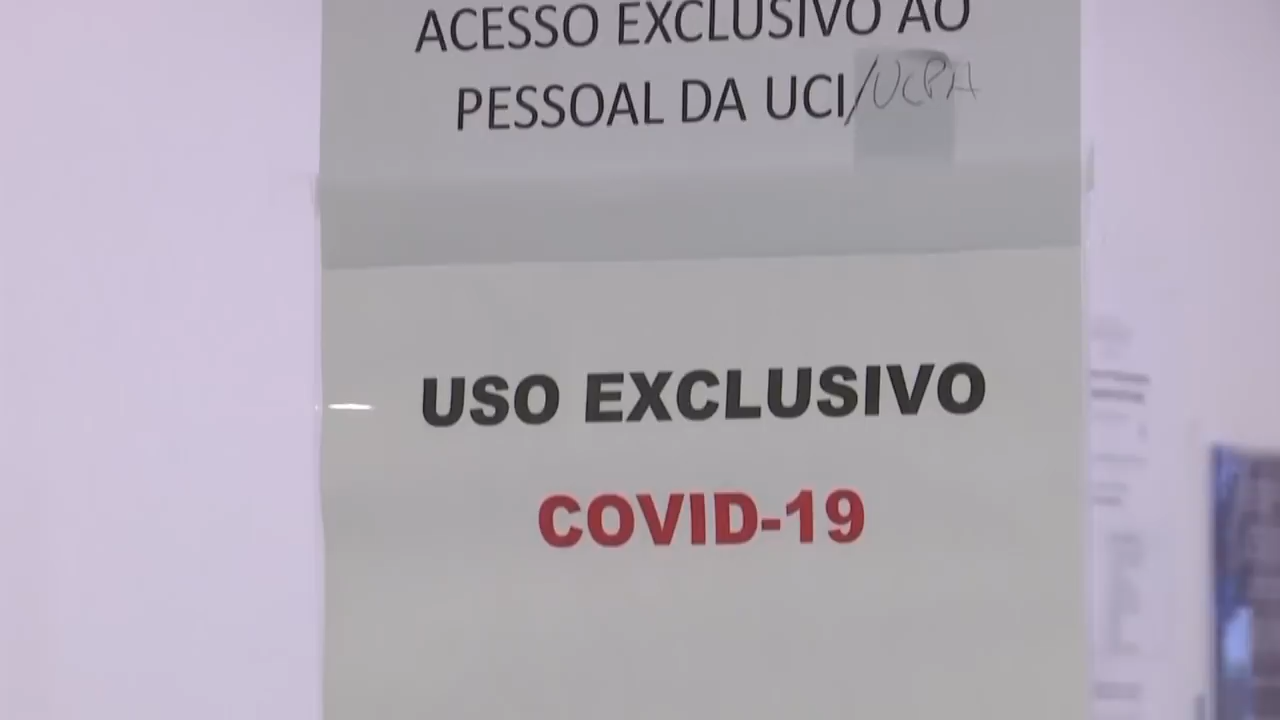 ACESSO EXCLUSIVO AO
PESSOAL DA UCI/UCPA
USO EXCLUSIVO
COVID-19